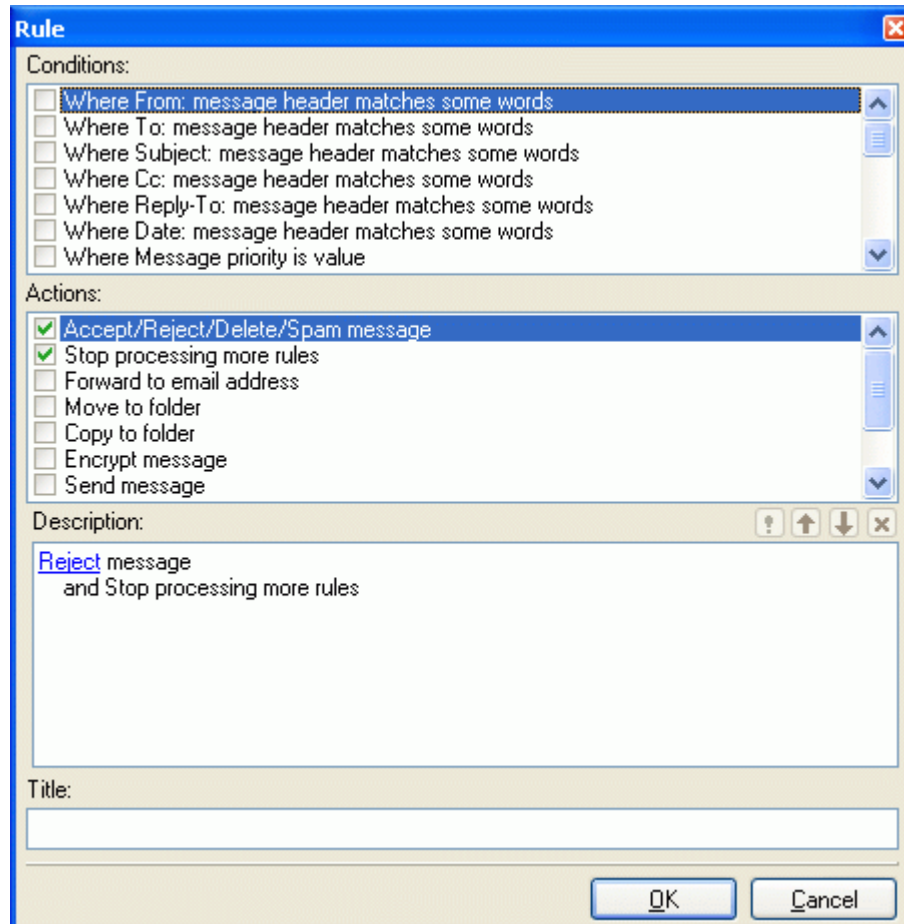 Rule
Conditions:
Where From: message header matches some words
Where To: message header matches some words
Where Subject: message header matches some words
Where Cc: message header matches some words
Where Reply-To: message header matches some words
Where Date: message header matches some words
Where Message priority is value
Actions:
Accept/Reject/Delete/Spam message
Stop processing more rules
Forward to email address
Move to folder
Copy to folder
Encrypt message
Send message
Description:
Reject message
and Stop processing more rules
Title:
OK Cancel